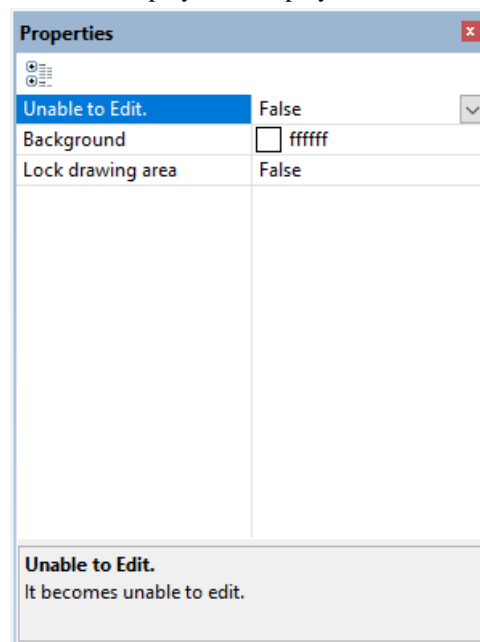 Properties
Unable to Edit. False
Background ffffff
Lock drawing area False
Unable to Edit.
It becomes unable to edit.